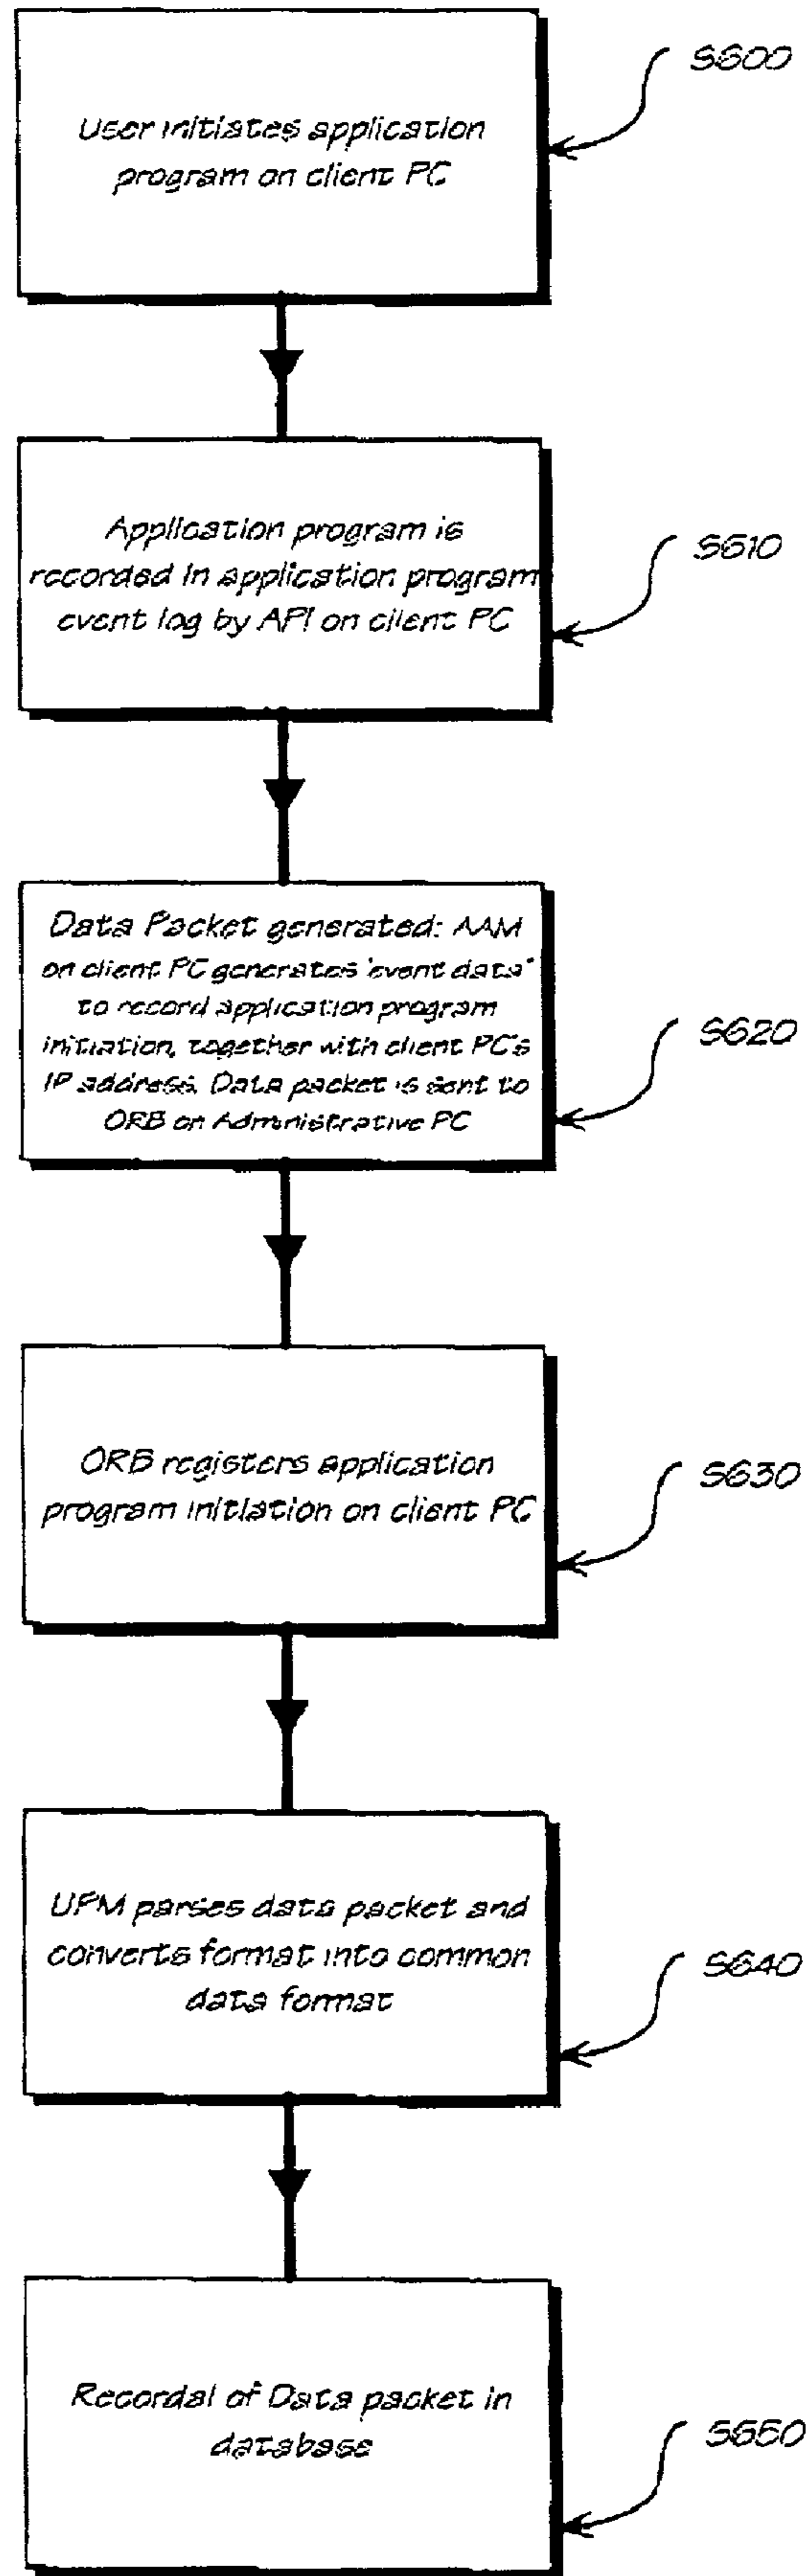 User initiates application
program on client PC
S600
Application program is
recorded in application program
event log by API on client PC
S610
Data Packet generated: AAM
on client PC generates 'event data'
to record application program
initiation, together with client PC's
IP address. Data packet is sent to
ORB on Administrative PC
S620
ORB registers application
program initiation on client PC
S630
UPM parses data packet and
converts format into common
data format
S640
Recordal of Data packet in
database
S650